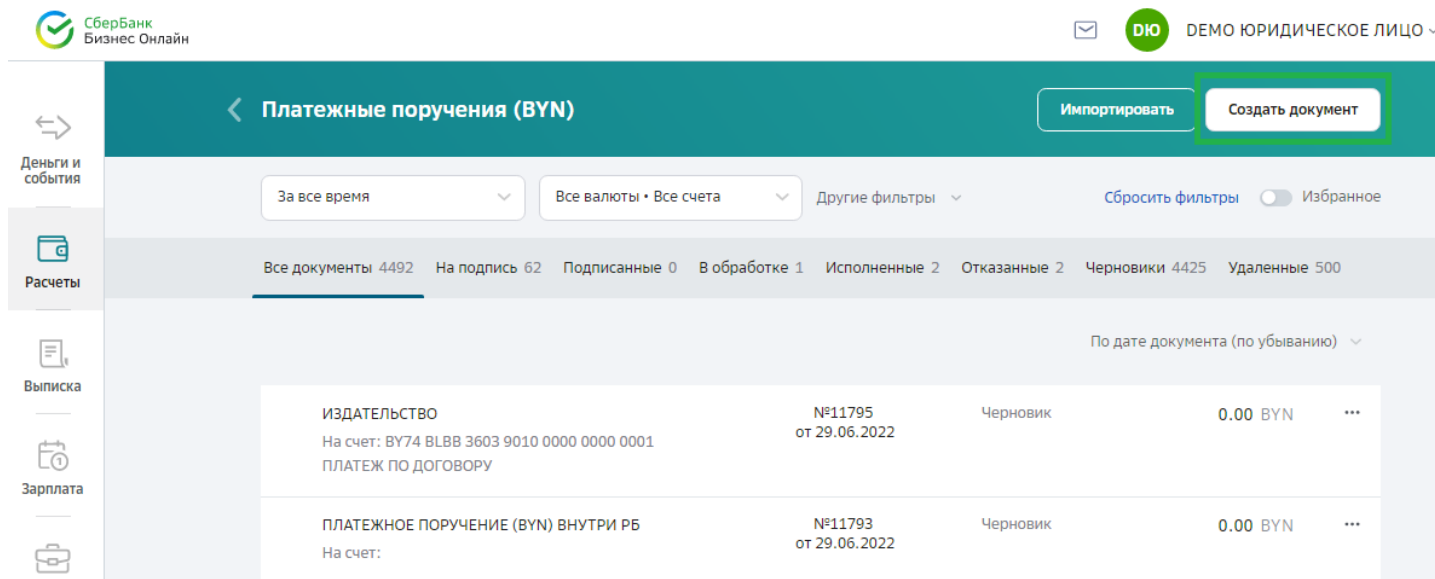 СберБанк
Бизнес Онлайн
DЮ
DЕМО ЮРИДИЧЕСКОЕ ЛИЦО
Платежные поручения (BYN)
Импортировать
Создать документ
Деньги и
события
За все время
Все валюты • Все счета
Другие фильтры
Сбросить фильтры
Избранное
Расчеты
Все документы 4492 На подпись 62 Подписанные 0 В обработке 1 Исполненные 2 Отказанные 2 Черновики 4425 Удаленные 500
По дате документа (по убыванию)
Выписка
ИЗДАТЕЛЬСТВО
№11795
Черновик
0.00 BYN
от 29.06.2022
На счет: BY74 BLBB 3603 9010 0000 0000 0001
ПЛАТЕЖ ПО ДОГОВОРУ
1
Зарплата
ПЛАТЕЖНОЕ ПОРУЧЕНИЕ (BYN) ВНУТРИ РБ
№11793
Черновик
0.00 BYN
от 29.06.2022
На счет: